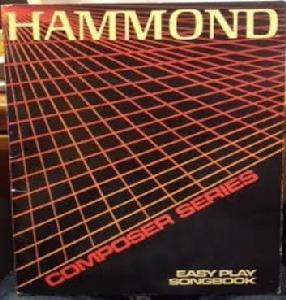 HAMMOND
COMPOSER SERIES
EASY PLAY
SONGBOOK